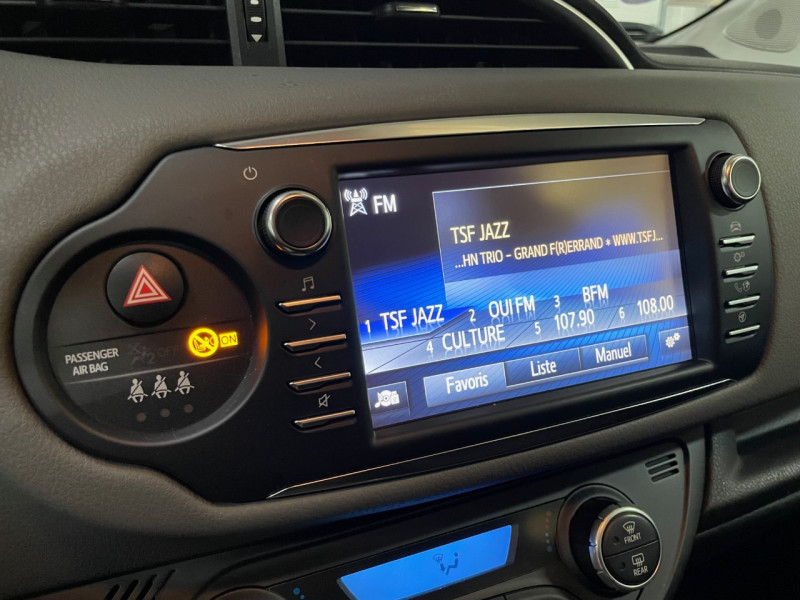 FM
TSF JAZZ
...HN TRIO - GRAND F(R)ERRAND * WWW.TSFJ...
1 TSF JAZZ 2 OUI FM 3 BFM
4 CULTURE 5 107.90 6 108.00
Favoris Liste Manuel
PASSENGER
AIR BAG
ON
FRONT
REAR